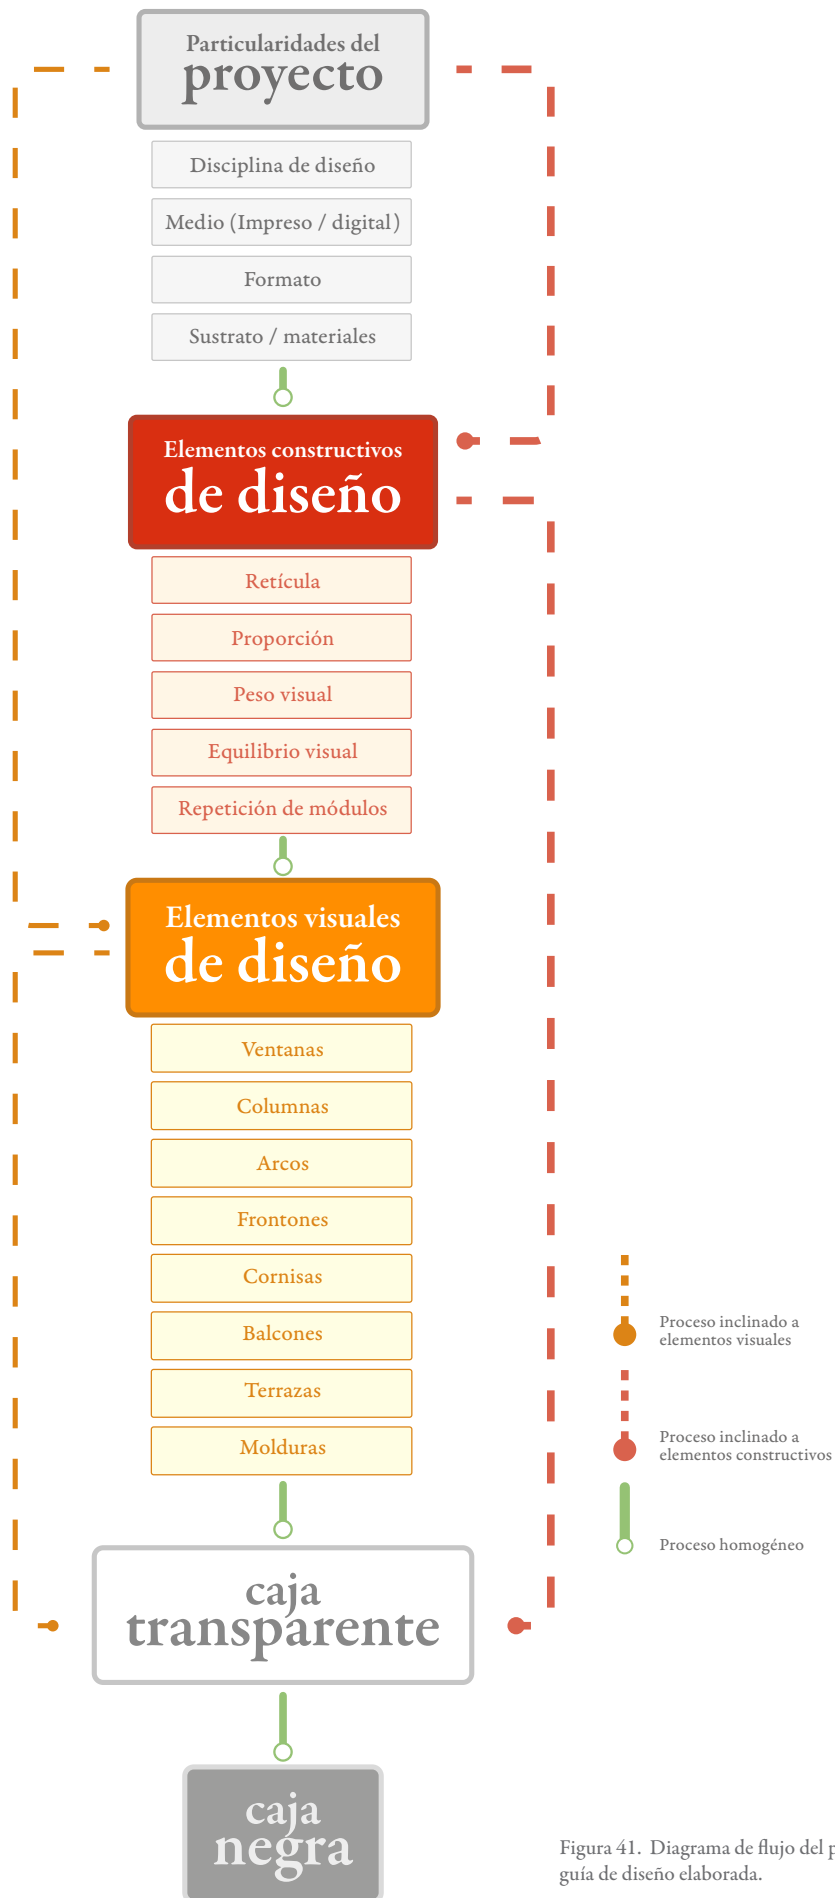 Particularidades del
proyecto
Disciplina de diseño
Medio (Impreso / digital)
Formato
Sustrato / materiales
Elementos constructivos
de diseño
Retícula
Proporción
Peso visual
Equilibrio visual
Repetición de módulos
Elementos visuales
de diseño
Ventanas
Columnas
Arcos
Frontones
Cornisas
Balcones
Terrazas
Molduras
caja
transparente
caja
negra
Proceso inclinado a
elementos visuales
Proceso inclinado a
elementos constructivos
Proceso homogéneo
Figura 41. Diagrama de flujo del
guía de diseño elaborada.